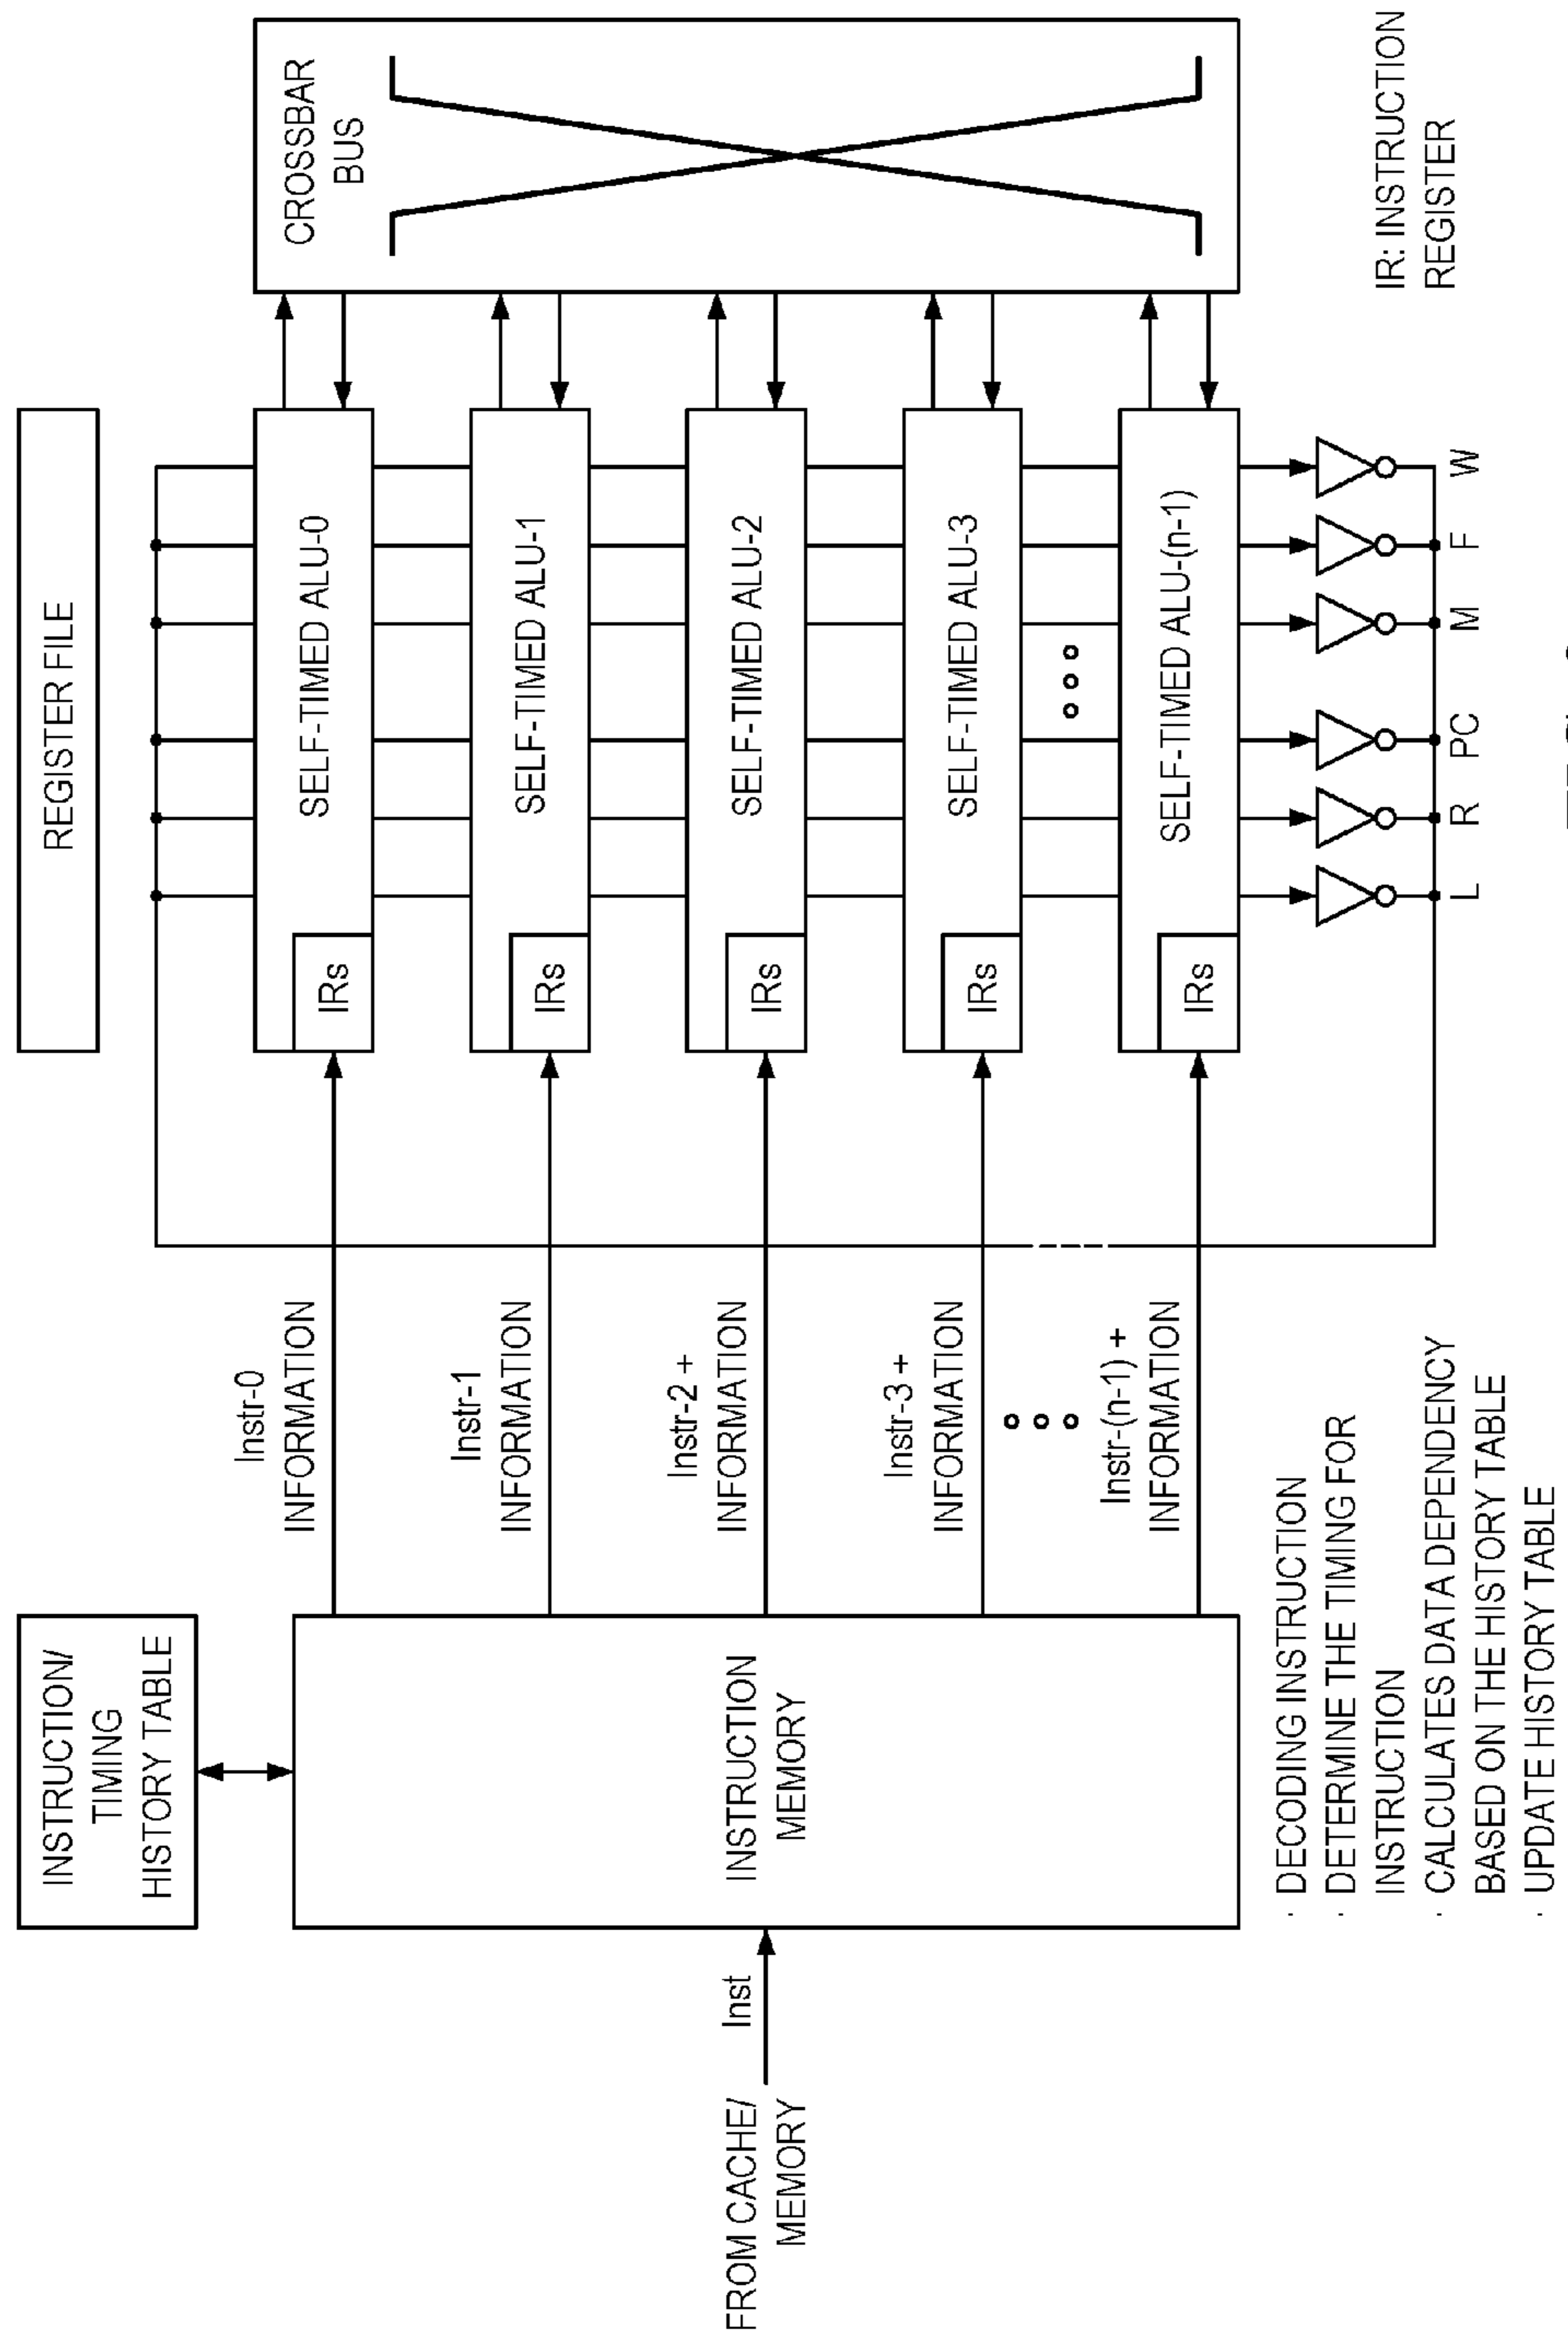 INSTRUCTION/
TIMING
HISTORY TABLE
REGISTER FILE
FROM CACHE/
MEMORY
Inst
INSTRUCTION
MEMORY
Instr-0
INFORMATION
Instr-1
INFORMATION
Instr-2 +
INFORMATION
Instr-3 +
INFORMATION
Instr-(n-1) +
INFORMATION
IRs
SELF-TIMED ALU-0
IRs
SELF-TIMED ALU-1
IRs
SELF-TIMED ALU-2
IRs
SELF-TIMED ALU-3
IRs
SELF-TIMED ALU-(n-1)
CROSSBAR
BUS
L R PC M F W
· DECODING INSTRUCTION
· DETERMINE THE TIMING FOR
INSTRUCTION
· CALCULATES DATA DEPENDENCY
BASED ON THE HISTORY TABLE
· UPDATE HISTORY TABLE
IR: INSTRUCTION
REGISTER